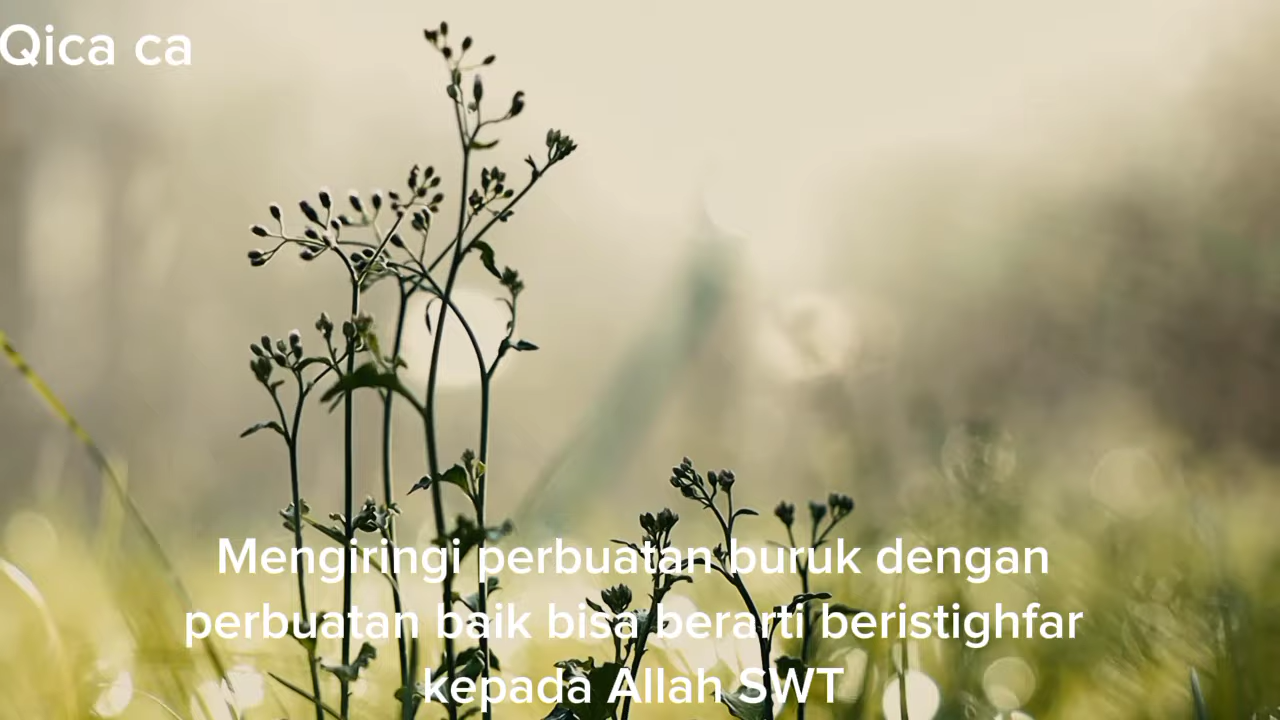 Qica ca
Mengiringi perbuatan buruk dengan
perbuatan baik bisa berarti beristighfar
kepada Allah SWT